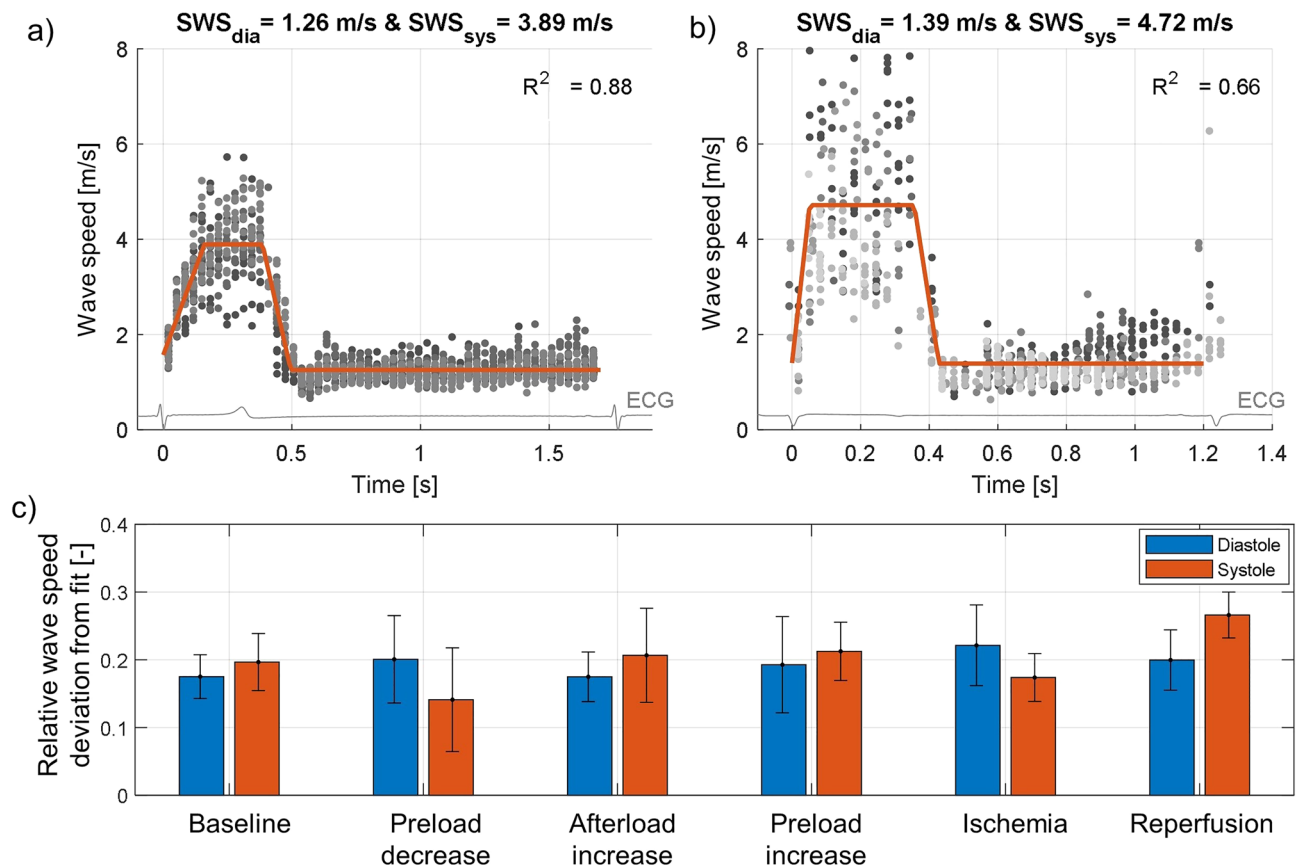 a)
SWSdia = 1.26 m/s & SWSsys= 3.89 m/s
R2 = 0.88
8
6
4
2
0
Wave speed [m/s]
ECG
0 0.5 1 1.5
Time [s]
b)
SWSdia = 1.39 m/s & SWSsys= 4.72 m/s
R2 = 0.66
8
6
4
2
0
Wave speed [m/s]
ECG
0 0.2 0.4 0.6 0.8 1 1.2 1.4
Time [s]
c)
0.4
0.3
0.2
0.1
0
Relative wave speed
deviation from fit [-]
Diastole
Systole
Baseline
Preload
decrease
Afterload
increase
Preload
increase
Ischemia
Reperfusion